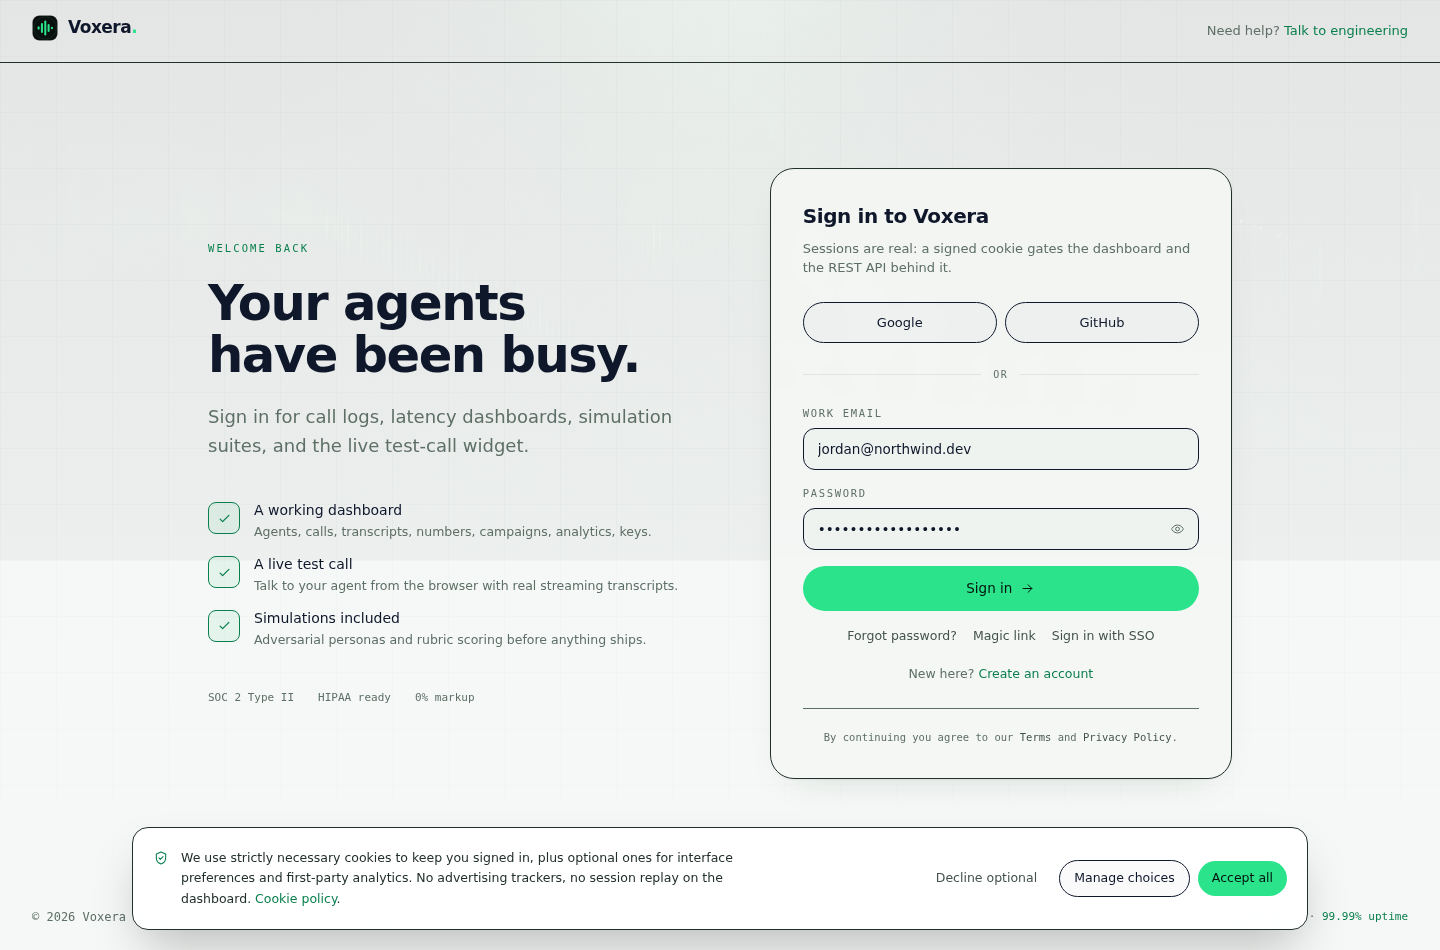 Voxera.
Need help? Talk to engineering
WELCOME BACK
Your agents
have been busy.
Sign in for call logs, latency dashboards, simulation
suites, and the live test-call widget.
A working dashboard
Agents, calls, transcripts, numbers, campaigns, analytics, keys.
A live test call
Talk to your agent from the browser with real streaming transcripts.
Simulations included
Adversarial personas and rubric scoring before anything ships.
SOC 2 Type II HIPAA ready 0% markup
Sign in to Voxera
Sessions are real: a signed cookie gates the dashboard and
the REST API behind it.
Google GitHub
OR
WORK EMAIL
jordan@northwind.dev
PASSWORD
••••••••••••••••••
Sign in →
Forgot password? Magic link Sign in with SSO
New here? Create an account
By continuing you agree to our Terms and Privacy Policy.
We use strictly necessary cookies to keep you signed in, plus optional ones for interface
preferences and first-party analytics. No advertising trackers, no session replay on the
dashboard. Cookie policy.
Decline optional Manage choices Accept all
© 2026 Voxera · 99.99% uptime